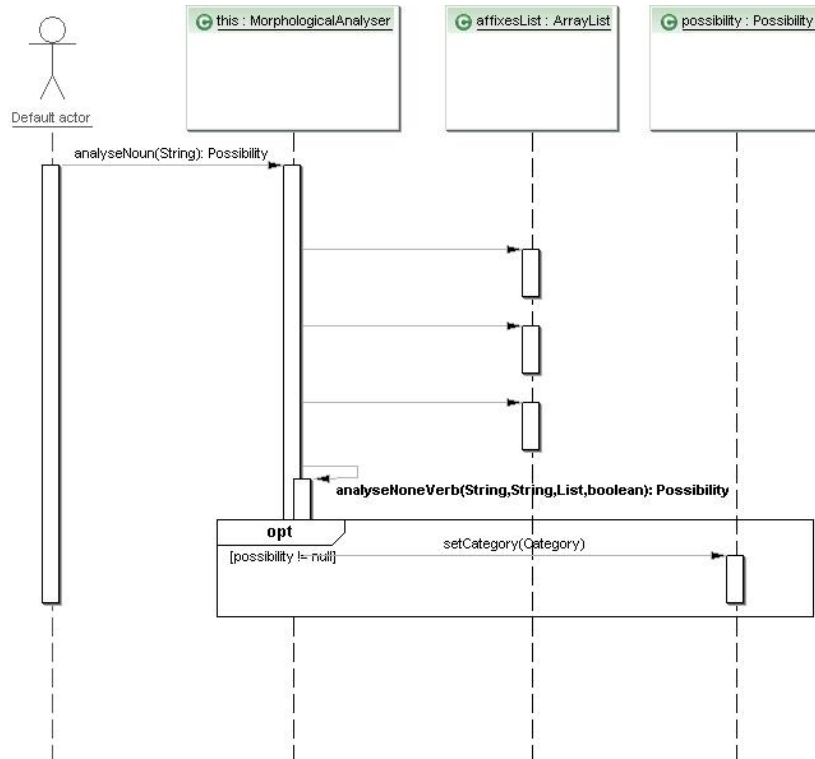 this : MorphologicalAnalyser
affixesList : ArrayList
possibility : Possibility
Default actor
analyseNoun(String): Possibility
analyseNoneVerb(String,String,List,boolean): Possibility
opt
[possibility != null]
setCategory(Category)